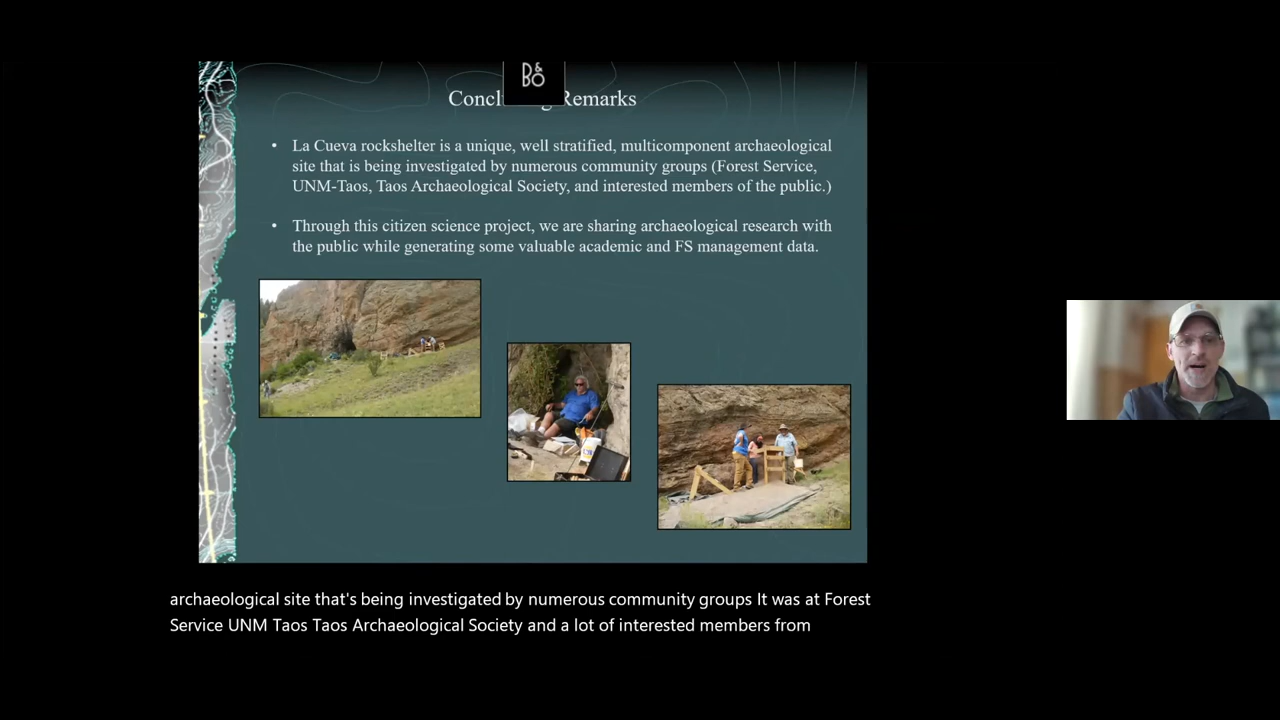 B&O
Concl g Remarks
• La Cueva rockshelter is a unique, well stratified, multicomponent archaeological
site that is being investigated by numerous community groups (Forest Service,
UNM-Taos, Taos Archaeological Society, and interested members of the public.)
• Through this citizen science project, we are sharing archaeological research with
the public while generating some valuable academic and FS management data.
archaeological site that's being investigated by numerous community groups It was at Forest
Service UNM Taos Taos Archaeological Society and a lot of interested members from